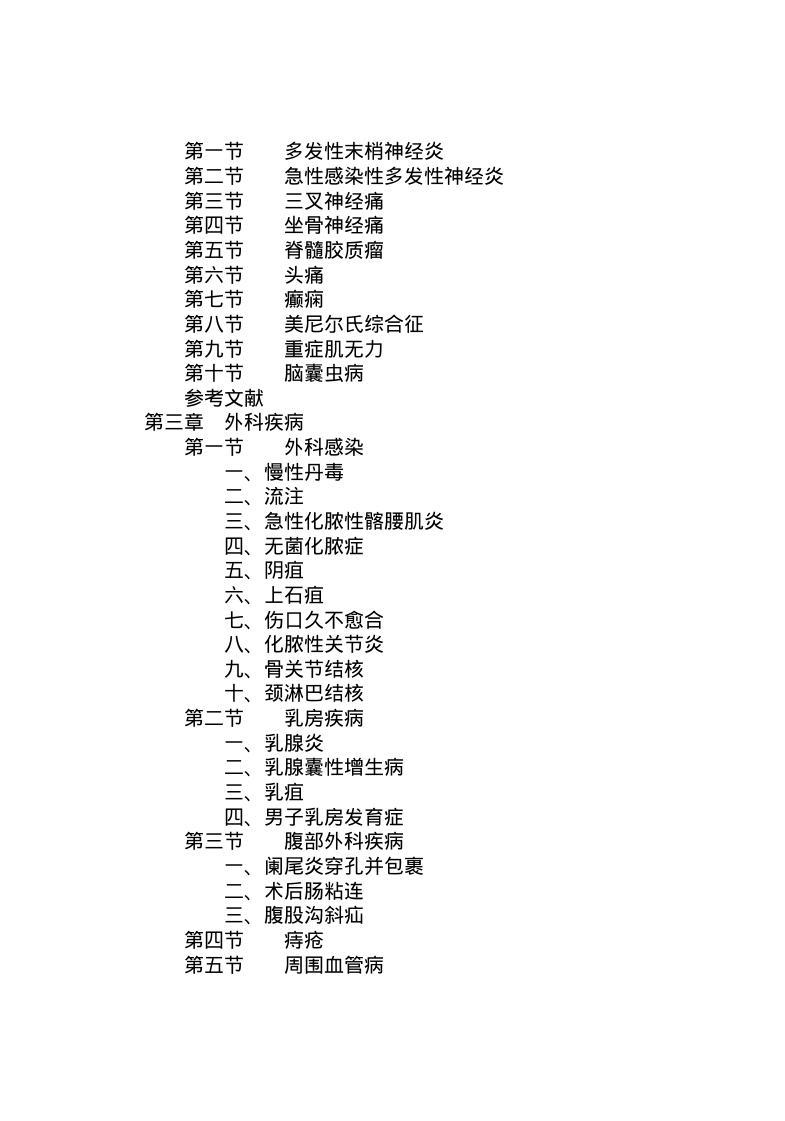 第一节　　多发性末梢神经炎
第二节　　急性感染性多发性神经炎
第三节　　三叉神经痛
第四节　　坐骨神经痛
第五节　　脊髓胶质瘤
第六节　　头痛
第七节　　癫痫
第八节　　美尼尔氏综合征
第九节　　重症肌无力
第十节　　脑囊虫病
参考文献
第三章　外科疾病
第一节　　外科感染
一、慢性丹毒
二、流注
三、急性化脓性髂腰肌炎
四、无菌化脓症
五、阴疽
六、上石疽
七、伤口久不愈合
八、化脓性关节炎
九、骨关节结核
十、颈淋巴结核
第二节　　乳房疾病
一、乳腺炎
二、乳腺囊性增生病
三、乳疽
四、男子乳房发育症
第三节　　腹部外科疾病
一、阑尾炎穿孔并包裹
二、术后肠粘连
三、腹股沟斜疝
第四节　　痔疮
第五节　　周围血管病